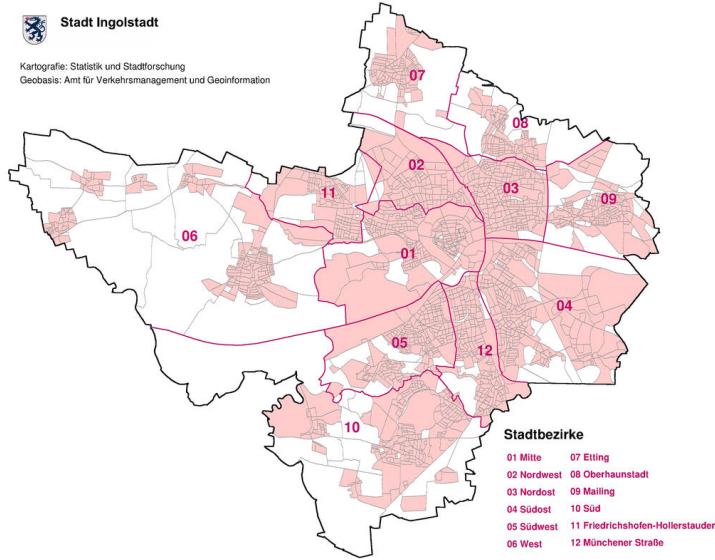 Stadt Ingolstadt
Kartografie: Statistik und Stadtforschung
Geobasis: Amt für Verkehrsmanagement und Geoinformation
07
08
02
03
11
09
06
01
04
05
12
10
Stadtbezirke
01 Mitte 07 Etting
02 Nordwest 08 Oberhaunstadt
03 Nordost 09 Mailing
04 Südost 10 Süd
05 Südwest 11 Friedrichshofen-Hollerstauden
06 West 12 Münchener Straße